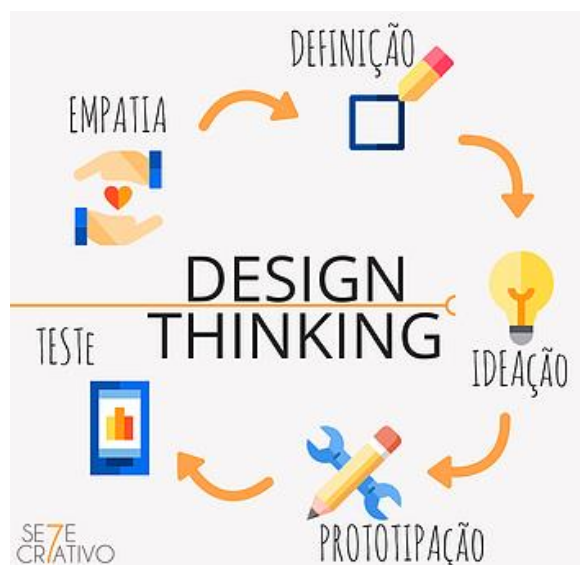 DEFINIÇÃO
EMPATIA
DESIGN
THINKING
TESTE
IDEAÇÃO
PROTOTIPAÇÃO
SE7E
CR7ATIVO